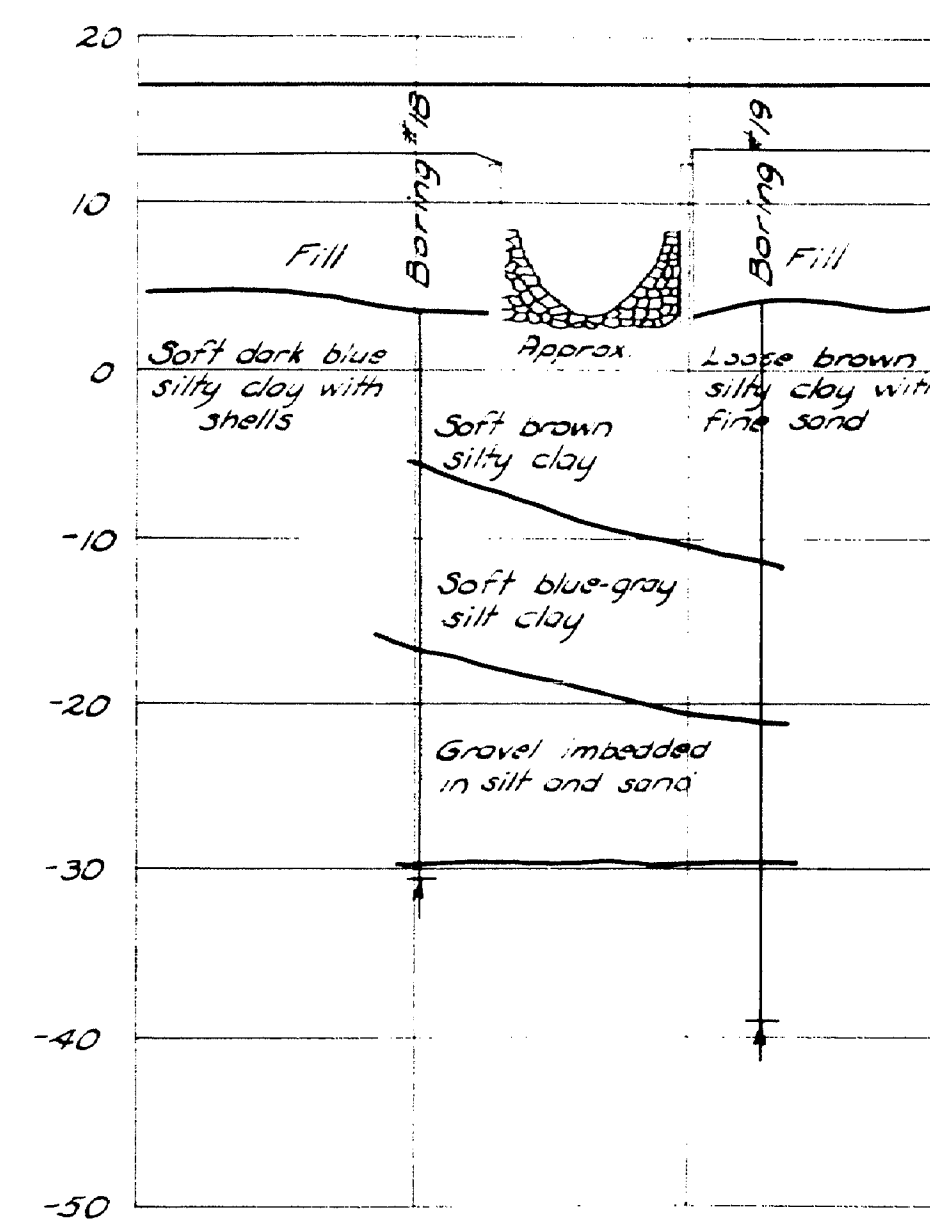 20
Boring #18
Boring #19
10
Fill
Fill
Approx.
0
Soft dark blue
silty clay with
shells
Loose brown
silty clay with
fine sand
Soft brown
silty clay
-10
Soft blue-gray
silt clay
-20
Gravel imbedded
in silt and sand
-30
-40
-50